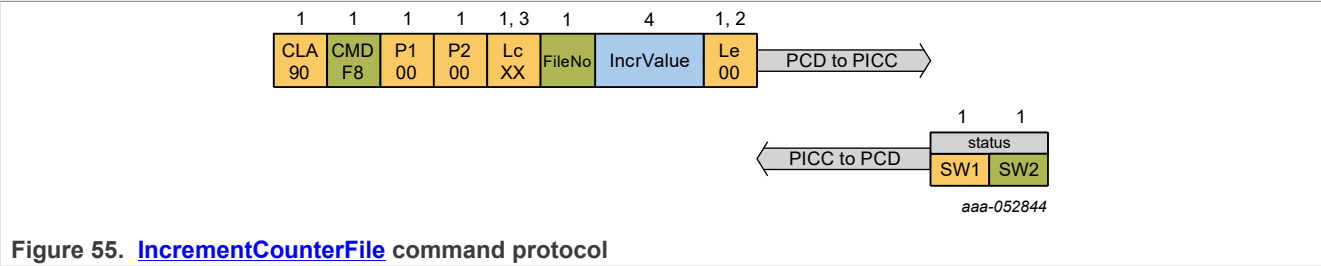 1 1 1 1 1, 3 1 4 1, 2
CLA CMD P1 P2 Lc FileNo IncrValue Le
90 F8 00 00 XX 00
PCD to PICC
1 1
status
PICC to PCD
SW1 SW2
aaa-052844
Figure 55. IncrementCounterFile command protocol